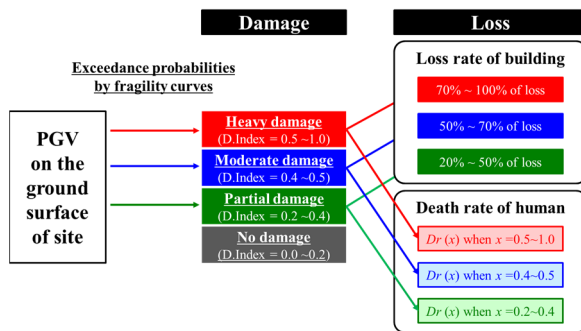 Damage
Loss
Exceedance probabilities
by fragility curves
PGV
on the
ground
surface
of site
Heavy damage
(D.Index = 0.5 ~1.0)
Moderate damage
(D.Index = 0.4 ~0.5)
Partial damage
(D.Index = 0.2 ~0.4)
No damage
(D.Index = 0.0 ~0.2)
Loss rate of building
70% ~ 100% of loss
50% ~ 70% of loss
20% ~ 50% of loss
Death rate of human
Dr (x) when x =0.5~1.0
Dr (x) when x =0.4~0.5
Dr (x) when x =0.2~0.4